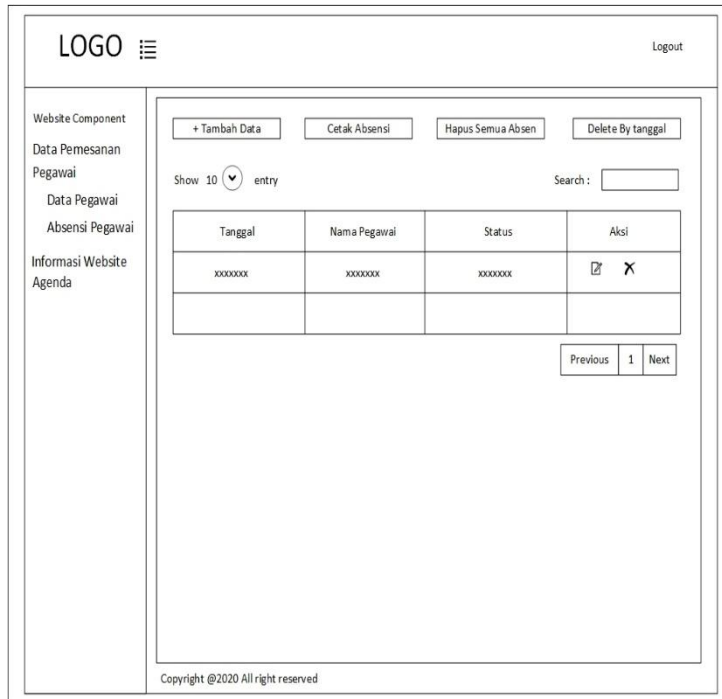 LOGO
Logout
Website Component
Data Pemesanan
Pegawai
Data Pegawai
Absensi Pegawai
Informasi Website
Agenda
+ Tambah Data
Cetak Absensi
Hapus Semua Absen
Delete By tanggal
Show 10 entry
Search :
Tanggal Nama Pegawai Status Aksi
xxxxxxx xxxxxxx xxxxxxx
Previous 1 Next
Copyright @2020 All right reserved